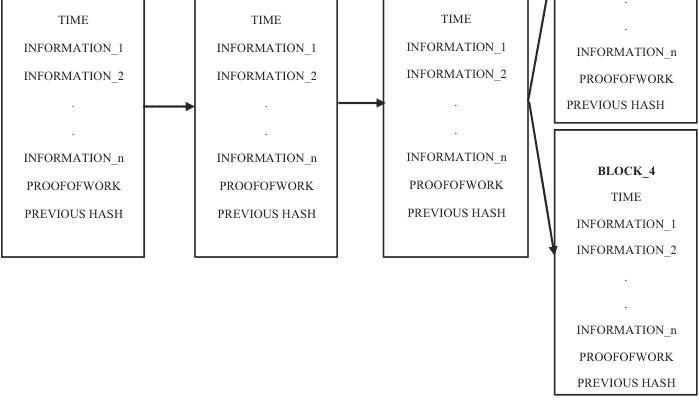 TIME
INFORMATION_1
INFORMATION_2
.
.
INFORMATION_n
PROOFOFWORK
PREVIOUS HASH
TIME
INFORMATION_1
INFORMATION_2
.
.
INFORMATION_n
PROOFOFWORK
PREVIOUS HASH
TIME
INFORMATION_1
INFORMATION_2
.
.
INFORMATION_n
PROOFOFWORK
PREVIOUS HASH
.
.
INFORMATION_n
PROOFOFWORK
PREVIOUS HASH
BLOCK_4
TIME
INFORMATION_1
INFORMATION_2
.
.
INFORMATION_n
PROOFOFWORK
PREVIOUS HASH